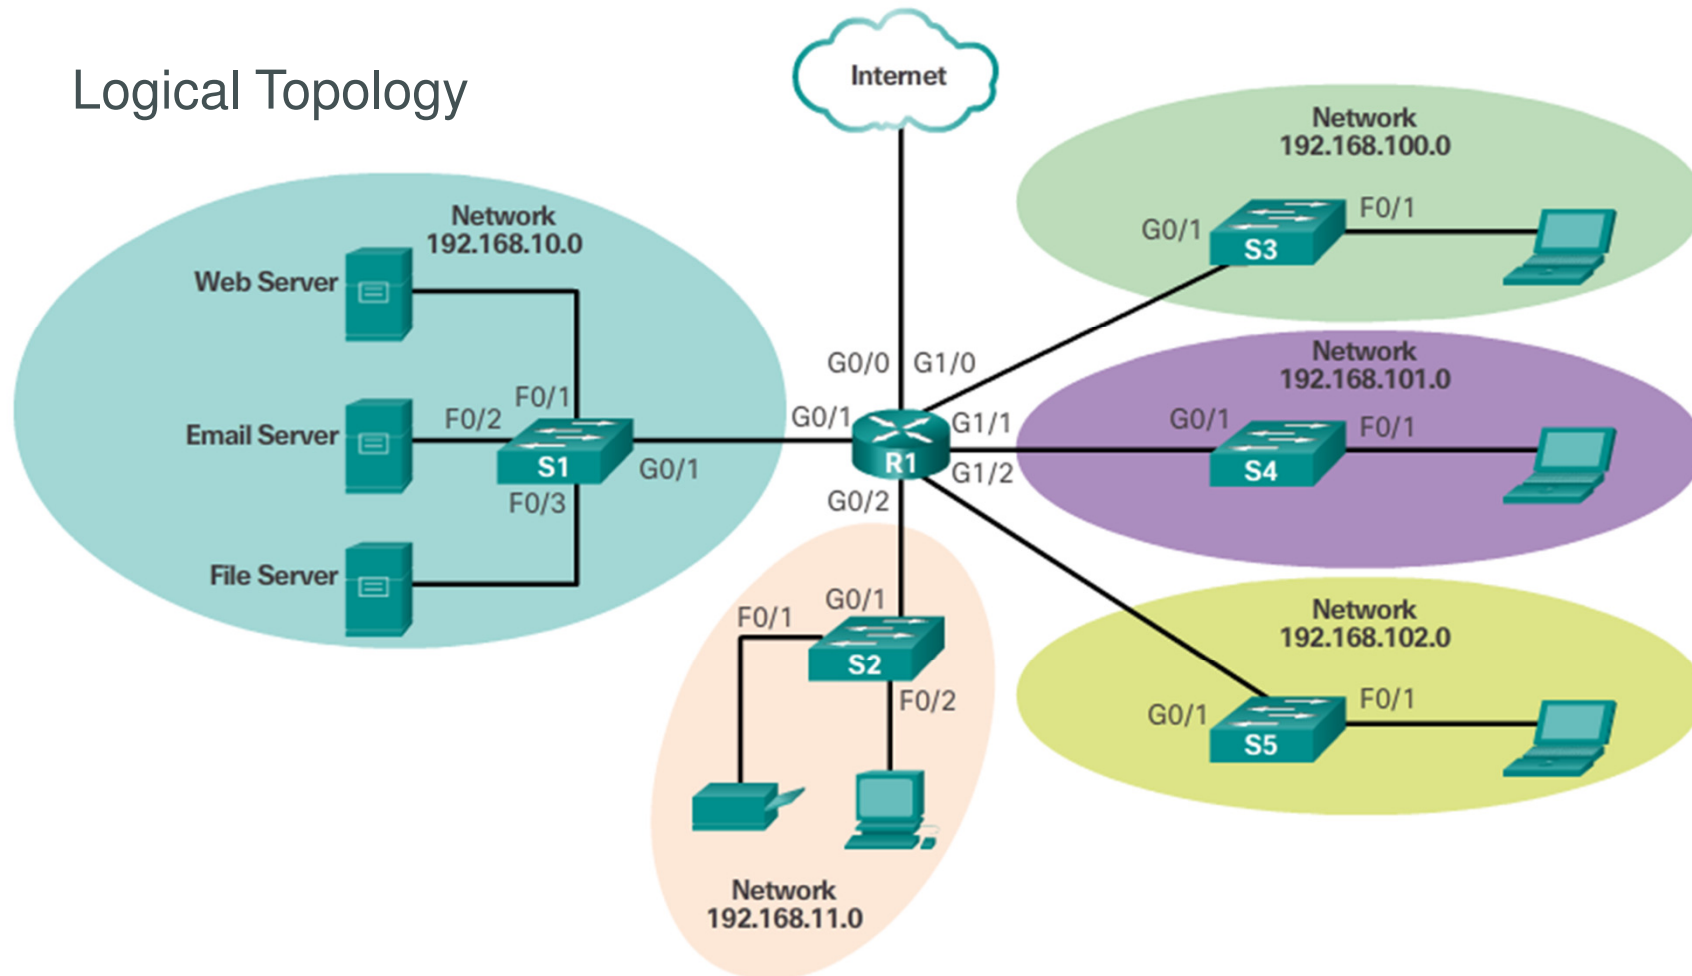 Logical Topology
Internet
Network
192.168.10.0
Web Server
Email Server
File Server
F0/1
F0/2
F0/3
S1
G0/1
G0/0
G1/0
G0/1
G1/1
G1/2
G0/2
R1
Network
192.168.100.0
G0/1
S3
F0/1
Network
192.168.101.0
G0/1
S4
F0/1
Network
192.168.102.0
G0/1
S5
F0/1
G0/1
F0/1
S2
F0/2
Network
192.168.11.0